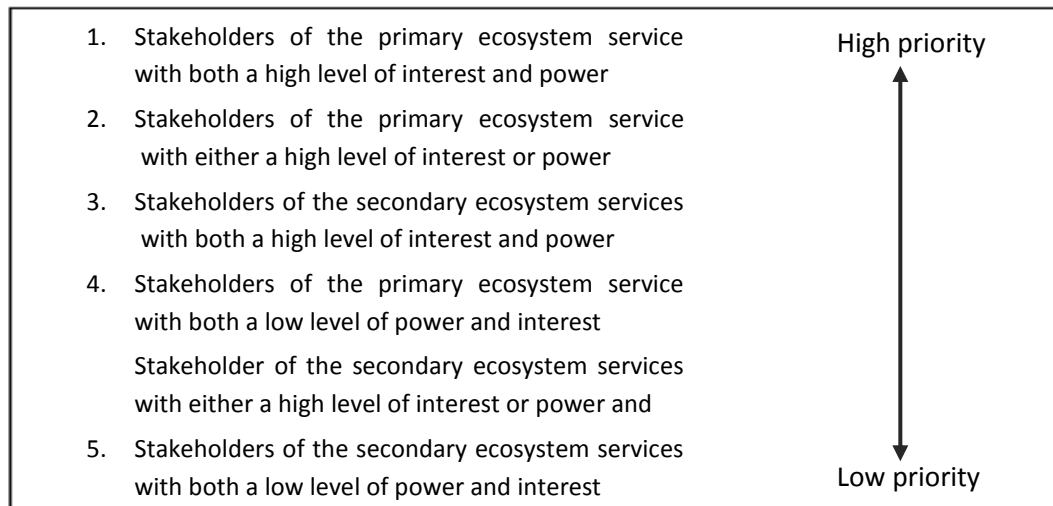 1. Stakeholders of the primary ecosystem service
with both a high level of interest and power
2. Stakeholders of the primary ecosystem service
with either a high level of interest or power
3. Stakeholders of the secondary ecosystem services
with both a high level of interest and power
4. Stakeholders of the primary ecosystem service
with both a low level of power and interest
Stakeholder of the secondary ecosystem services
with either a high level of interest or power and
5. Stakeholders of the secondary ecosystem services
with both a low level of power and interest
High priority
Low priority